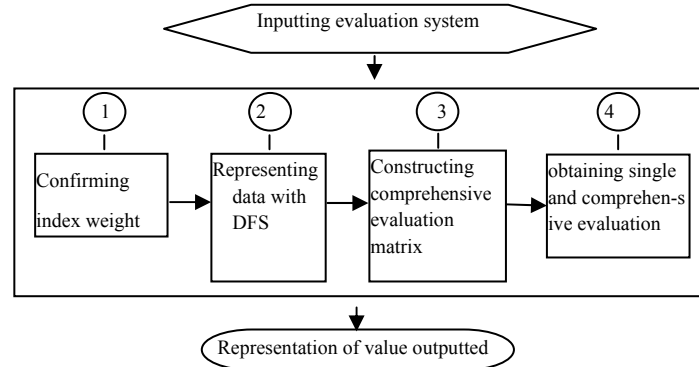 Inputting evaluation system
1
2
3
4
Confirming
index weight
Representing
data with
DFS
Constructing
comprehensive
evaluation
matrix
obtaining single
and comprehen-s
ive evaluation
Representation of value outputted